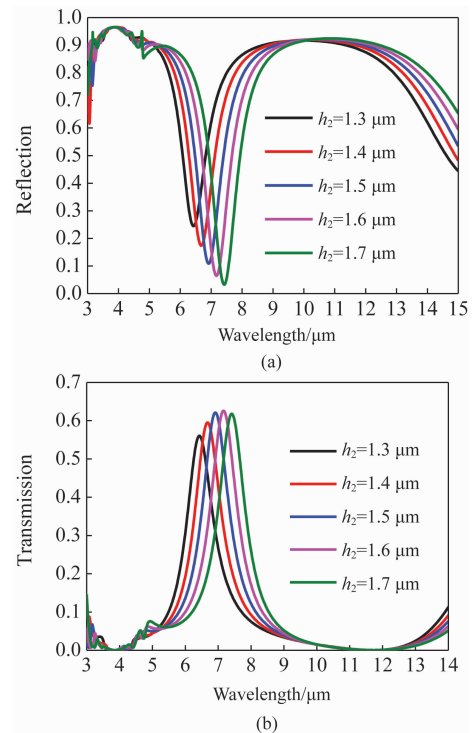 1.0
0.9
0.8
0.7
0.6
0.5
0.4
0.3
0.2
0.1
0.0
Reflection
h₂=1.3 μm
h₂=1.4 μm
h₂=1.5 μm
h₂=1.6 μm
h₂=1.7 μm
3 4 5 6 7 8 9 10 11 12 13 14 15
Wavelength/μm
(a)
0.7
0.6
0.5
0.4
0.3
0.2
0.1
0.0
Transmission
h₂=1.3 μm
h₂=1.4 μm
h₂=1.5 μm
h₂=1.6 μm
h₂=1.7 μm
3 4 5 6 7 8 9 10 11 12 13 14
Wavelength/μm
(b)